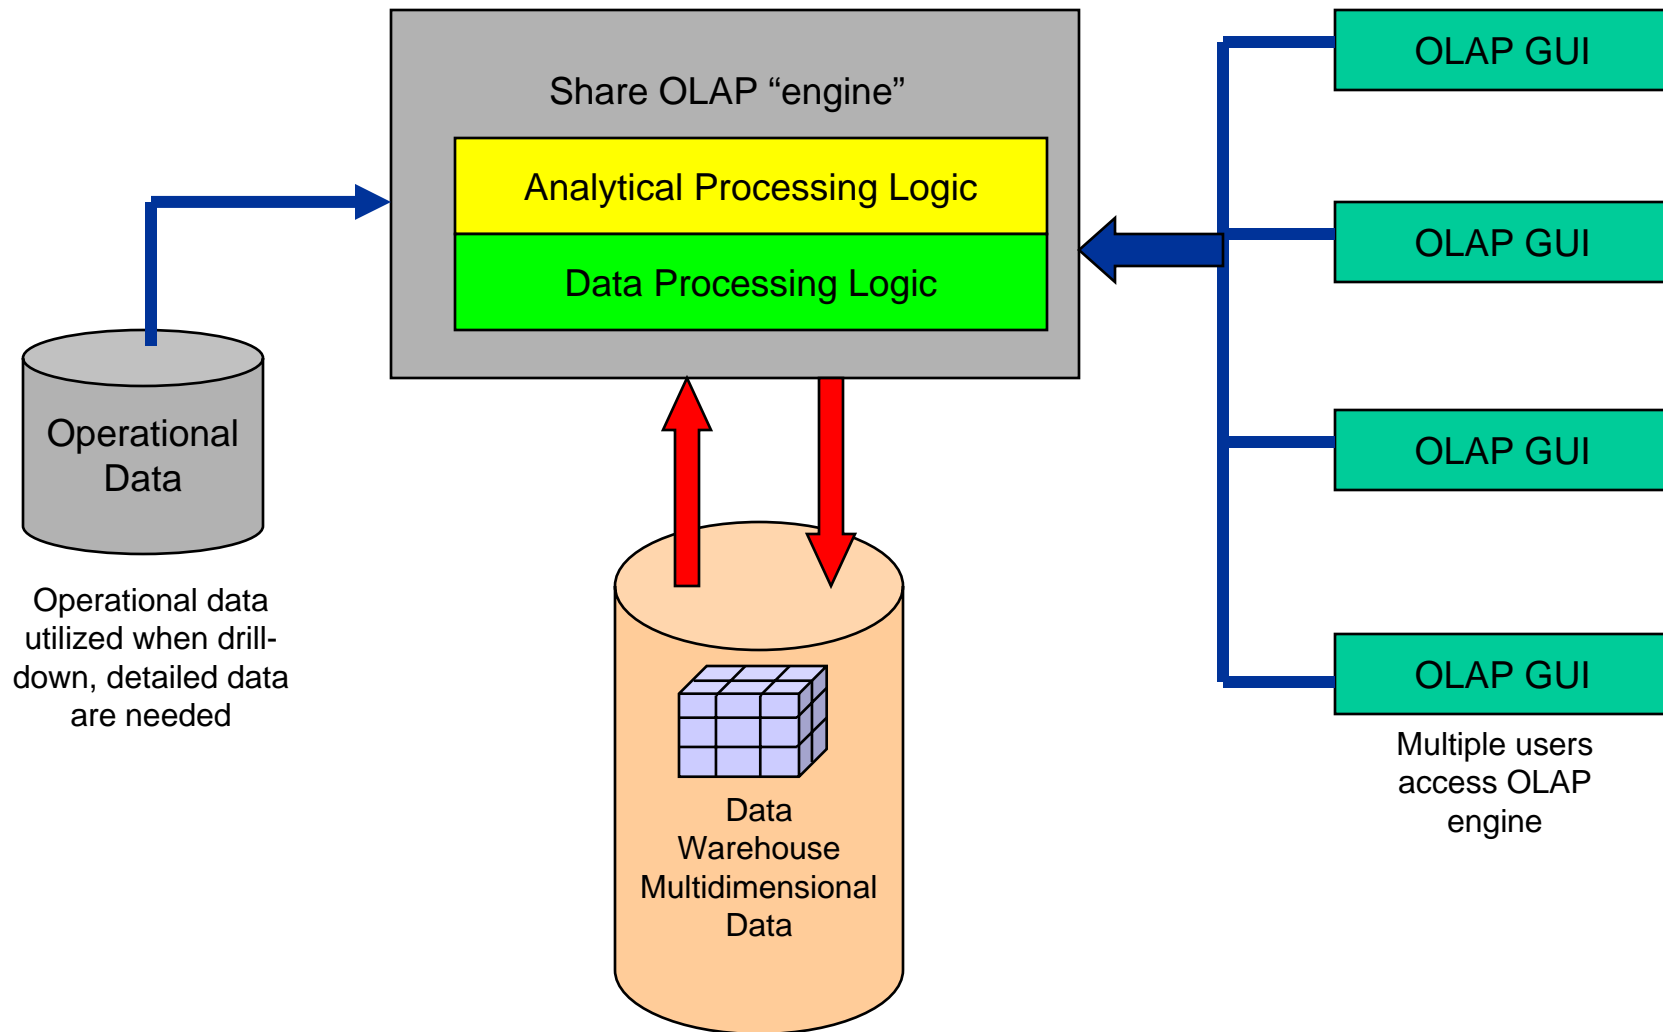 Share OLAP “engine”
Analytical Processing Logic
Data Processing Logic
Operational
Data
Operational data
utilized when drill-
down, detailed data
are needed
Data
Warehouse
Multidimensional
Data
OLAP GUI
OLAP GUI
OLAP GUI
OLAP GUI
Multiple users
access OLAP
engine